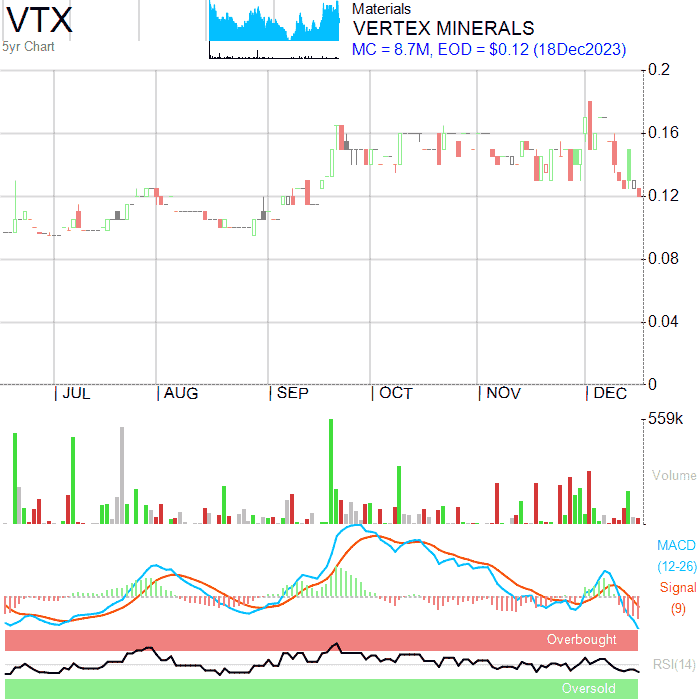 VTX
5yr Chart
Materials
VERTEX MINERALS
MC = 8.7M, EOD = $0.12 (18Dec2023)
0.2
0.16
0.12
0.08
0.04
0
JUL AUG SEP OCT NOV DEC
559k
Volume
MACD
(12-26)
Signal
(9)
Overbought
RSI(14)
Oversold